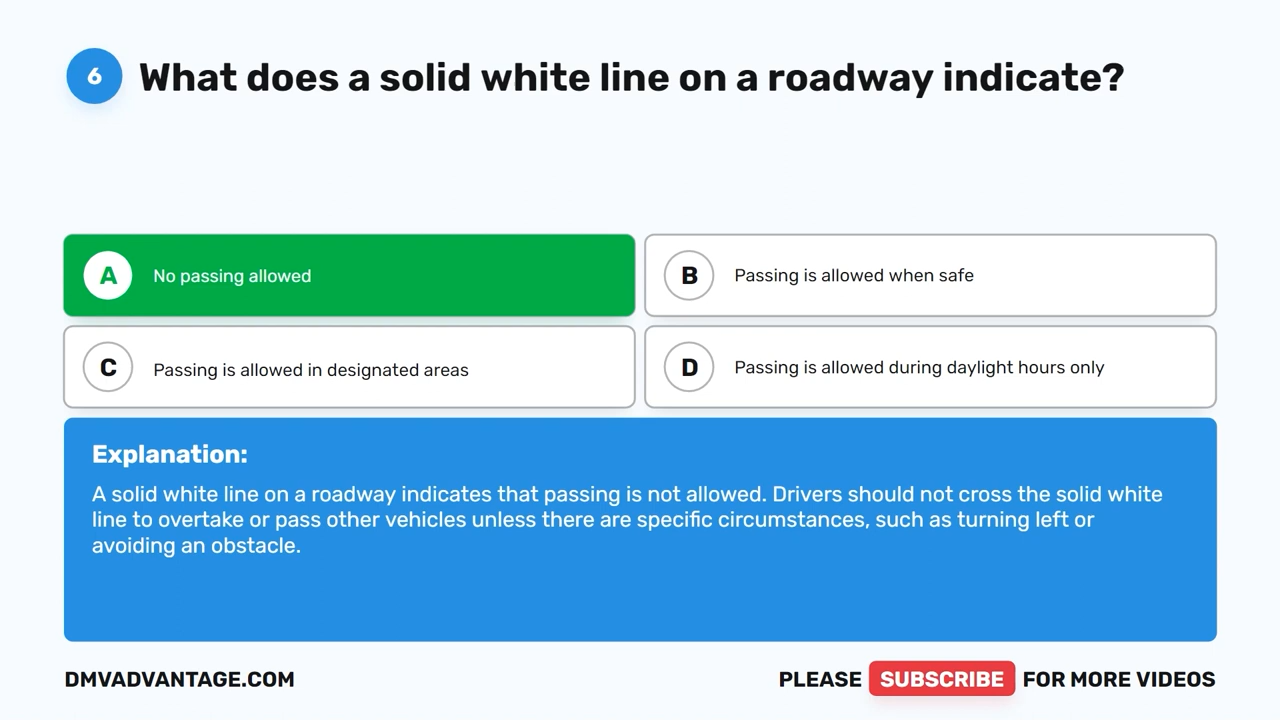 6 What does a solid white line on a roadway indicate?
A No passing allowed
B Passing is allowed when safe
C Passing is allowed in designated areas
D Passing is allowed during daylight hours only
Explanation:
A solid white line on a roadway indicates that passing is not allowed. Drivers should not cross the solid white
line to overtake or pass other vehicles unless there are specific circumstances, such as turning left or
avoiding an obstacle.
DMVADVANTAGE.COM
PLEASE SUBSCRIBE FOR MORE VIDEOS